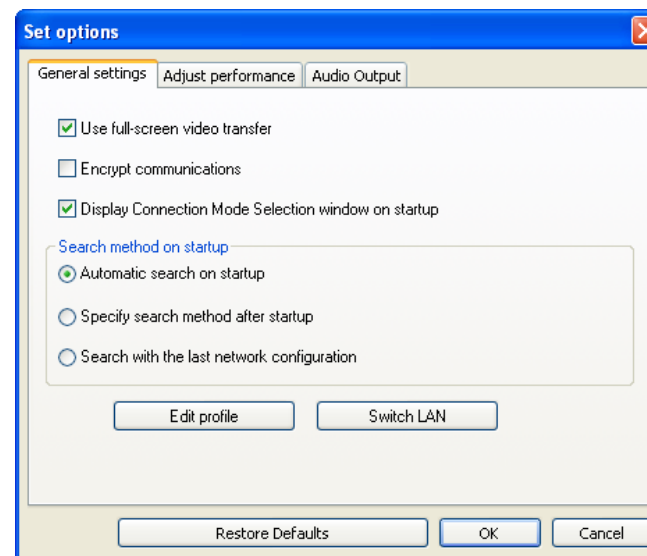 Set options
General settings
Adjust performance
Audio Output
Use full-screen video transfer
Encrypt communications
Display Connection Mode Selection window on startup
Search method on startup
Automatic search on startup
Specify search method after startup
Search with the last network configuration
Edit profile
Switch LAN
Restore Defaults
OK
Cancel